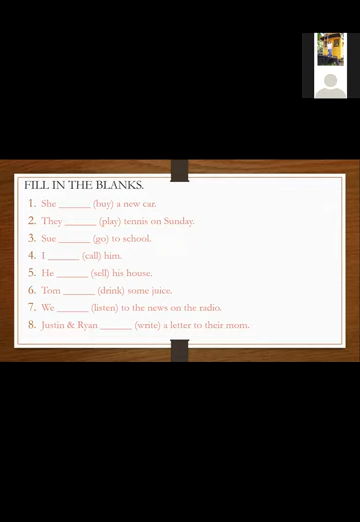 FILL IN THE BLANKS.
1. She ______ (buy) a new car.
2. They ______ (play) tennis on Sunday.
3. Sue ______ (go) to school.
4. I ______ (call) him.
5. He ______ (sell) his house.
6. Tom ______ (drink) some juice.
7. We ______ (listen) to the news on the radio.
8. Justin & Ryan ______ (write) a letter to their mom.